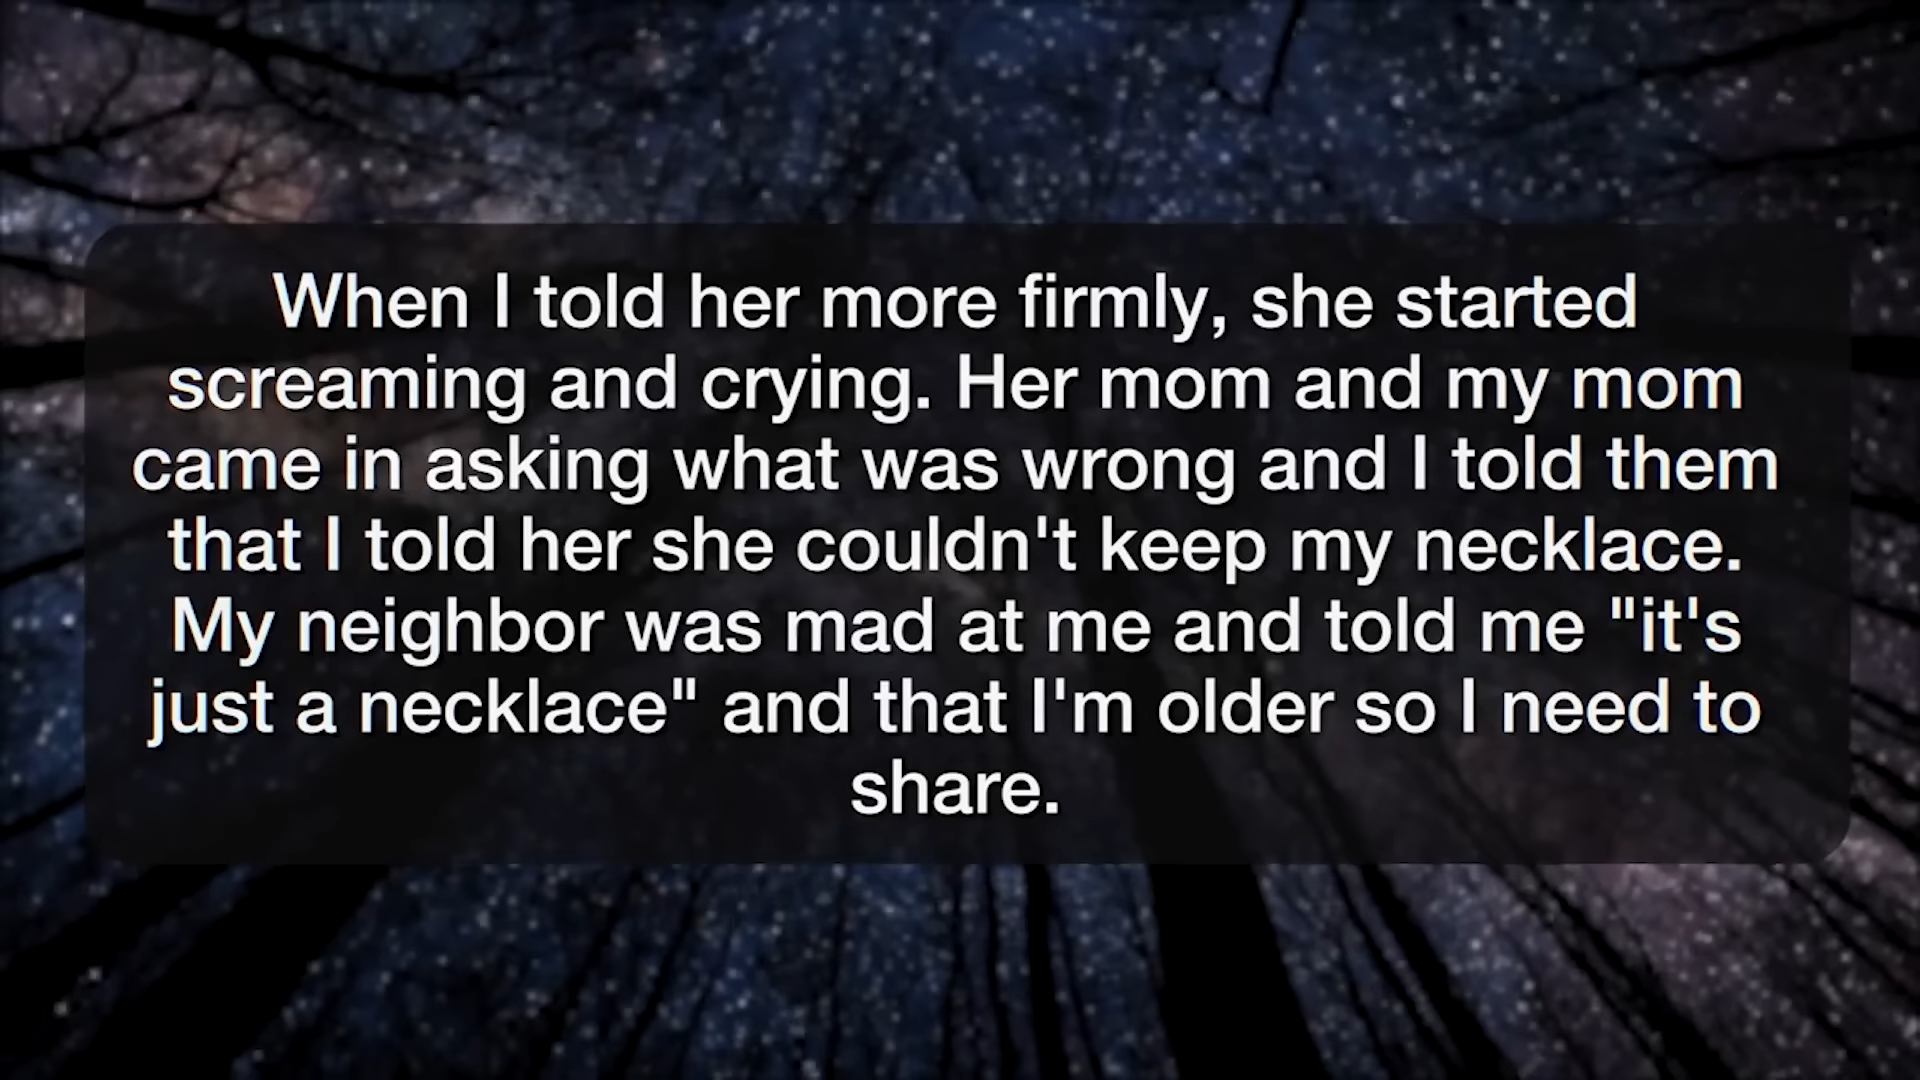 When I told her more firmly, she started
screaming and crying. Her mom and my mom
came in asking what was wrong and I told them
that I told her she couldn't keep my necklace.
My neighbor was mad at me and told me "it's
just a necklace" and that I'm older so I need to
share.